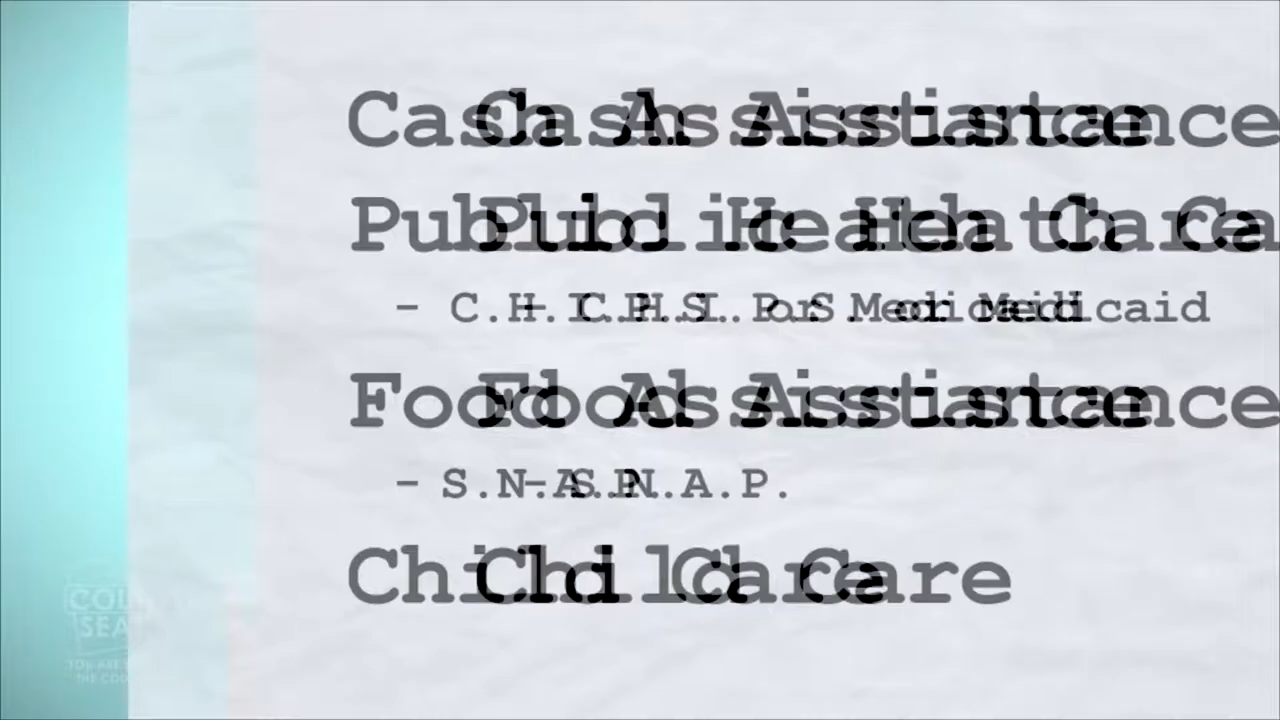 Cash Assistance
Public Health Care
- C.H.I.P.S. or Medicaid
Food Assistance
- S.N.A.P.
Child Care